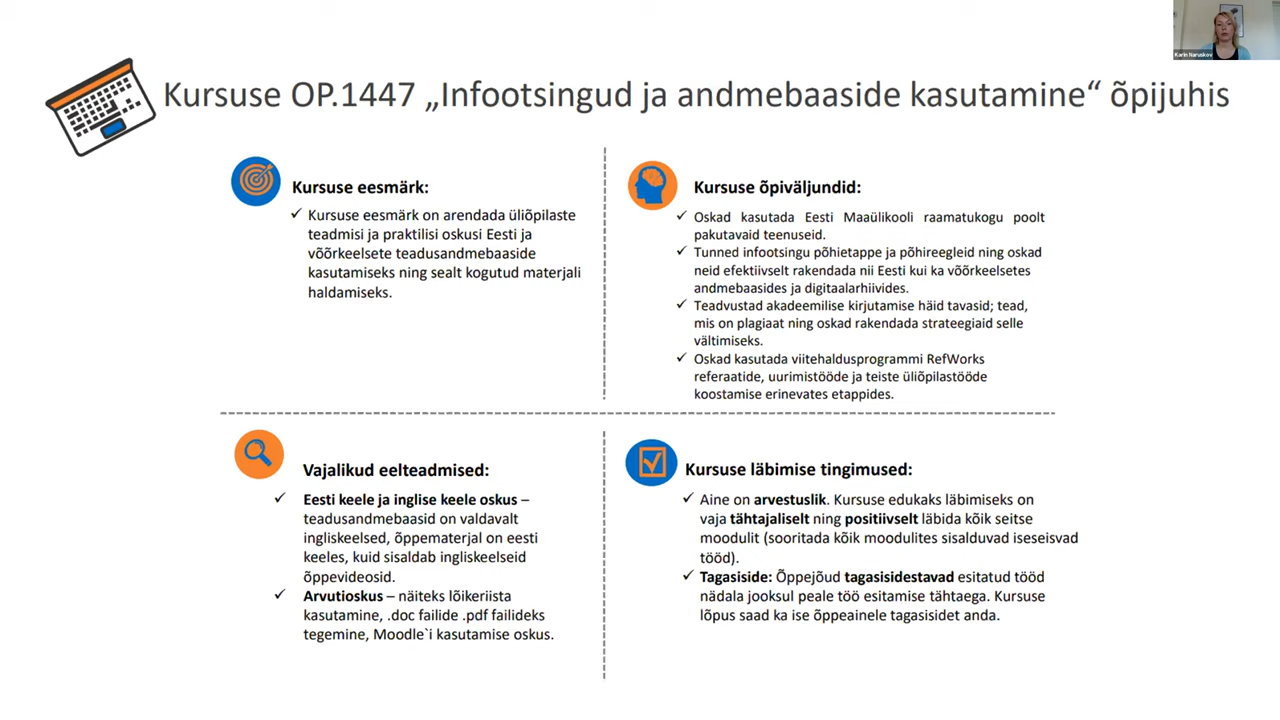 Karin Naruskov
Kursuse OP.1447 „Infootsingud ja andmebaaside kasutamine“ õpijuhis
Kursuse eesmärk:
✓ Kursuse eesmärk on arendada üliõpilaste
teadmisi ja praktilisi oskusi Eesti ja
võõrkeelsete teadusandmebaaside
kasutamiseks ning sealt kogutud materjali
haldamiseks.
Kursuse õpiväljundid:
✓ Oskad kasutada Eesti Maaülikooli raamatukogu poolt
pakutavaid teenuseid.
✓ Tunned infootsingu põhietappe ja põhireegleid ning oskad
neid efektiivselt rakendada nii Eesti kui ka võõrkeelsetes
andmebaasides ja digitaalarhiivides.
✓ Teadvustad akadeemilise kirjutamise häid tavasid; tead,
mis on plagiaat ning oskad rakendada strateegiaid selle
vältimiseks.
✓ Oskad kasutada viitehaldusprogrammi RefWorks
referaatide, uurimistööde ja teiste üliõpilastööde
koostamise erinevates etappides.
Vajalikud eelteadmised:
✓ Eesti keele ja inglise keele oskus –
teadusandmebaasid on valdavalt
ingliskeelsed, õppematerjal on eesti
keeles, kuid sisaldab ingliskeelseid
õppevideosid.
✓ Arvutioskus – näiteks lõikeriista
kasutamine, .doc failide .pdf failideks
tegemine, Moodle`i kasutamise oskus.
Kursuse läbimise tingimused:
✓ Aine on arvestuslik. Kursuse edukaks läbimiseks on
vaja tähtajaliselt ning positiivselt läbida kõik seitse
moodulit (sooritada kõik moodulites sisalduvad iseseisvad
tööd).
✓ Tagasiside: Õppejõud tagasisidestavad esitatud tööd
nädala jooksul peale töö esitamise tähtaega. Kursuse
lõpus saad ka ise õppeainele tagasisidet anda.